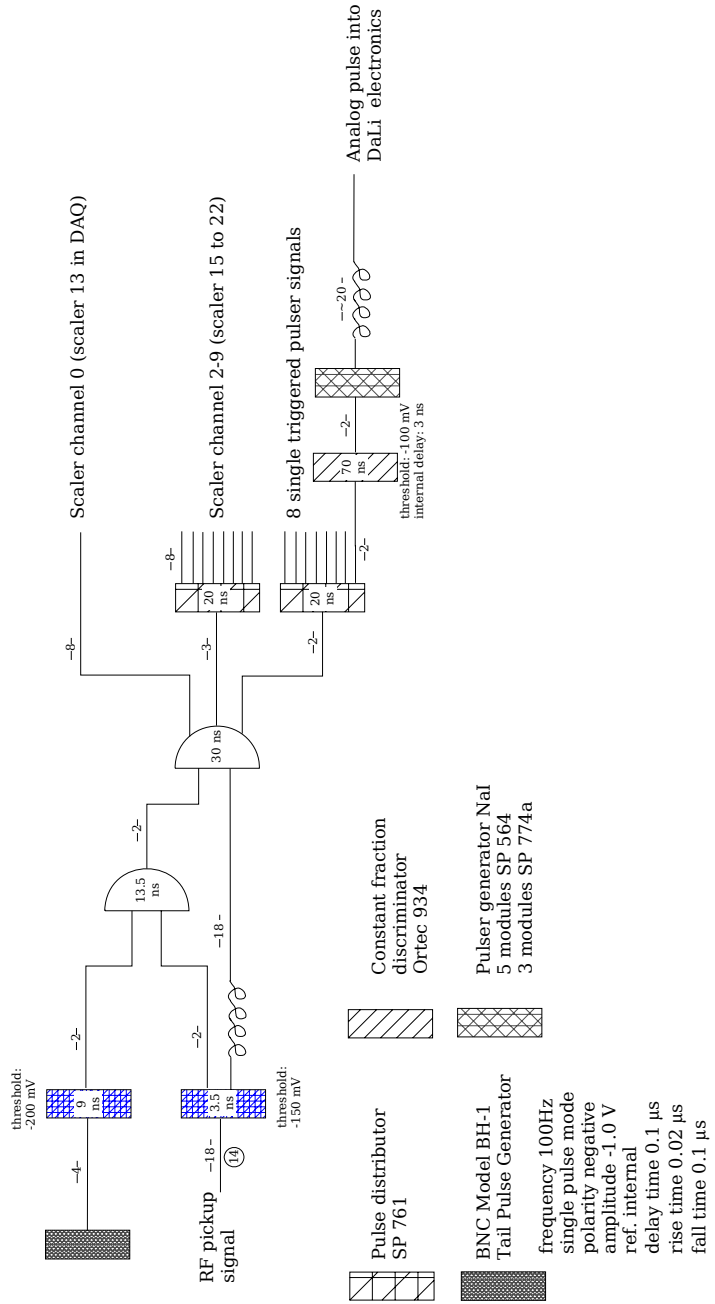 threshold:
-200 mV
−4−
9
ns
−2−
RF pickup
signal
−18 −
14
3.5
ns
threshold:
-150 mV
−2−
−18 −
13.5
ns
−2−
30 ns
−8−
Scaler channel 0 (scaler 13 in DAQ)
−3−
20
ns
−8−
Scaler channel 2-9 (scaler 15 to 22)
−2−
20
ns
8 single triggered pulser signals
−2−
70
ns
threshold: -100 mV
internal delay: 3 ns
−2−
−~20 −
Analog pulse into
DaLi electronics
Pulse distributor
SP 761
Constant fraction
discriminator
Ortec 934
BNC Model BH-1
Tail Pulse Generator
frequency 100Hz
single pulse mode
polarity negative
amplitude -1.0 V
ref. internal
delay time 0.1 μs
rise time 0.02 μs
fall time 0.1 μs
Pulser generator NaI
5 modules SP 564
3 modules SP 774a